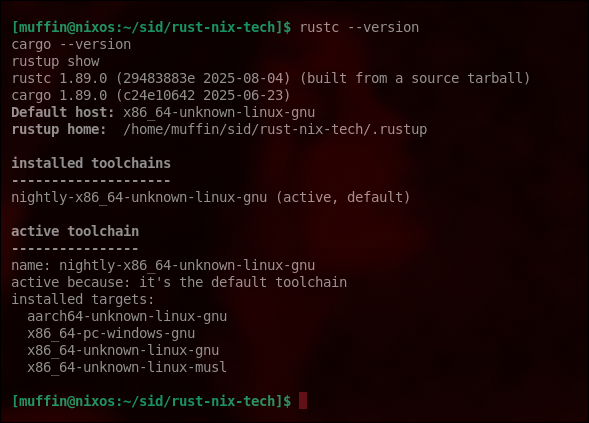 [muffin@nixos:~/sid/rust-nix-tech]$ rustc --version
cargo --version
rustup show
rustc 1.89.0 (29483883e 2025-08-04) (built from a source tarball)
cargo 1.89.0 (c24e10642 2025-06-23)
Default host: x86_64-unknown-linux-gnu
rustup home:  /home/muffin/sid/rust-nix-tech/.rustup

installed toolchains
--------------------
nightly-x86_64-unknown-linux-gnu (active, default)

active toolchain
----------------
name: nightly-x86_64-unknown-linux-gnu
active because: it's the default toolchain
installed targets:
  aarch64-unknown-linux-gnu
  x86_64-pc-windows-gnu
  x86_64-unknown-linux-gnu
  x86_64-unknown-linux-musl

[muffin@nixos:~/sid/rust-nix-tech]$